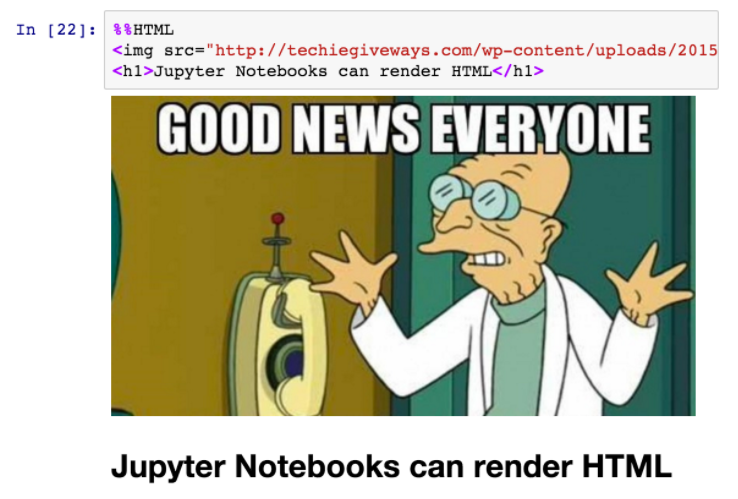 In [22]: %%HTML
<img src="http://techiegiveways.com/wp-content/uploads/2015
<h1>Jupyter Notebooks can render HTML</h1>
GOOD NEWS EVERYONE
Jupyter Notebooks can render HTML